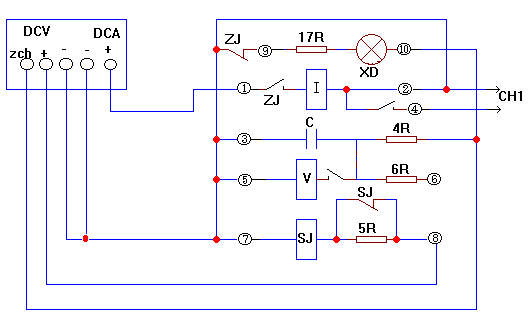 DCV DCA
zch + - - +
ZJ ⑨ 17R ⑩
XD
① ZJ I ②
④ CH1
C
③ 4R
⑤ V 6R ⑥
SJ
⑦ SJ 5R ⑧